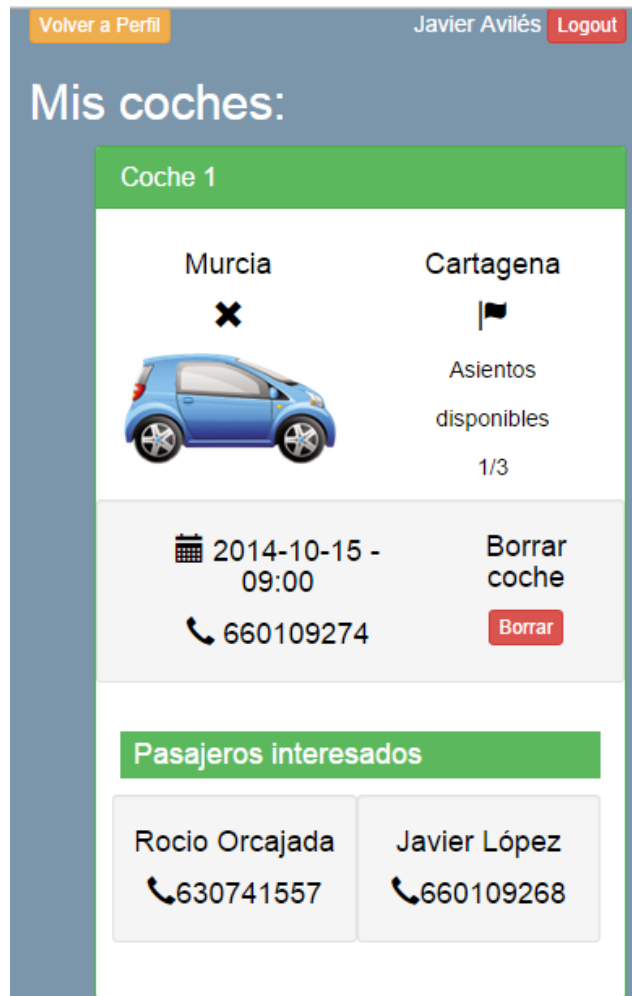 Volver a Perfil
Javier Avilés Logout
Mis coches:
Coche 1
Murcia
Cartagena
Asientos
disponibles
1/3
2014-10-15 -
09:00
660109274
Borrar
coche
Borrar
Pasajeros interesados
Rocio Orcajada
630741557
Javier López
660109268